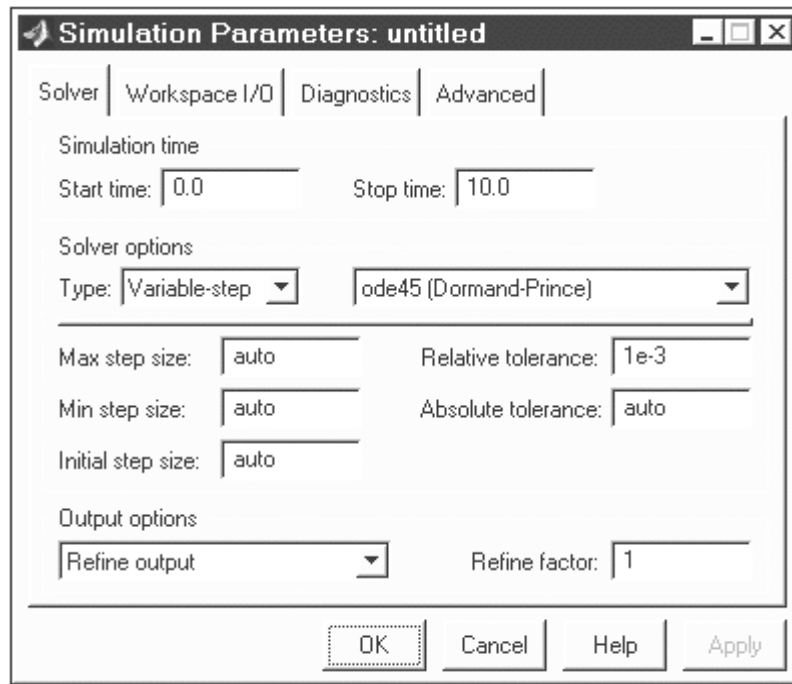 Simulation Parameters: untitled
Solver Workspace I/O Diagnostics Advanced
Simulation time
Start time: 0.0 Stop time: 10.0
Solver options
Type: Variable-step ode45 (Dormand-Prince)
Max step size: auto Relative tolerance: 1e-3
Min step size: auto Absolute tolerance: auto
Initial step size: auto
Output options
Refine output Refine factor: 1
OK Cancel Help Apply